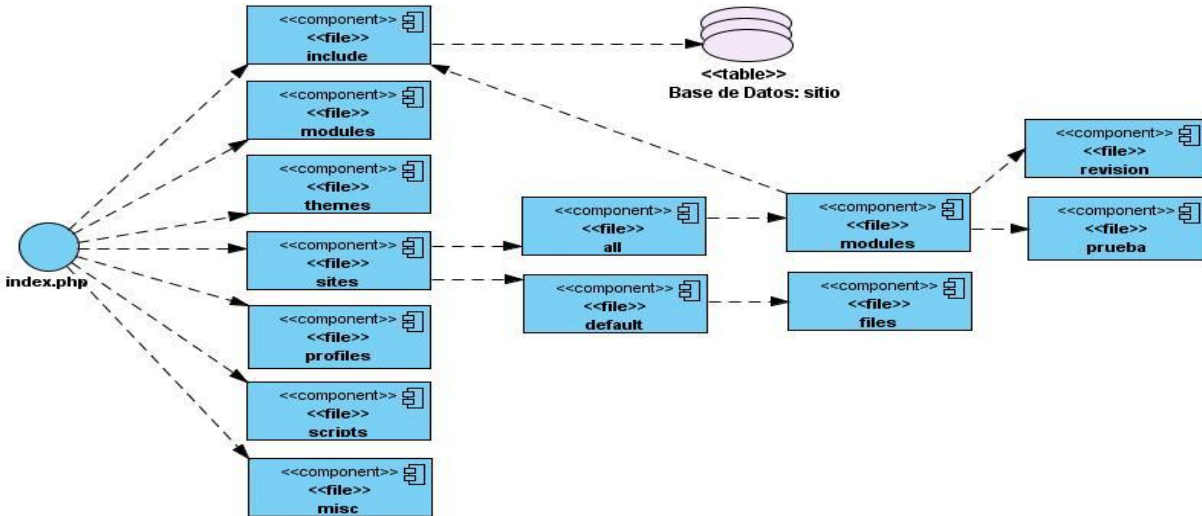 <<component>>
<<file>>
include
<<table>>
Base de Datos: sitio
<<component>>
<<file>>
modules
<<component>>
<<file>>
revision
<<component>>
<<file>>
themes
<<component>>
<<file>>
all
<<component>>
<<file>>
modules
<<component>>
<<file>>
prueba
index.php
<<component>>
<<file>>
sites
<<component>>
<<file>>
default
<<component>>
<<file>>
files
<<component>>
<<file>>
profiles
<<component>>
<<file>>
scripts
<<component>>
<<file>>
misc